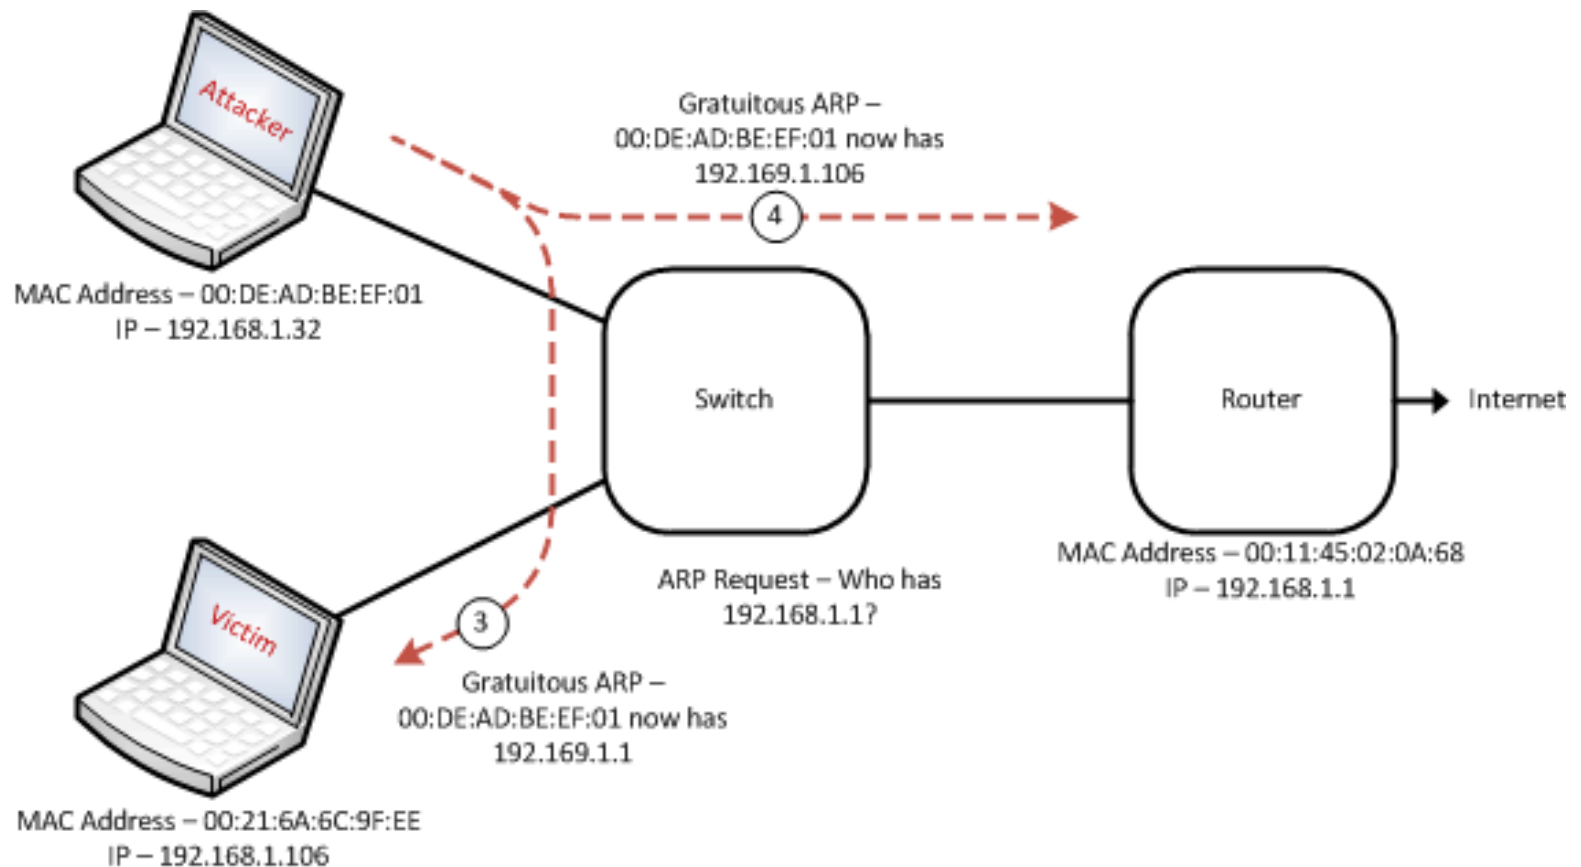 Attacker
MAC Address – 00:DE:AD:BE:EF:01
IP – 192.168.1.32
Gratuitous ARP –
00:DE:AD:BE:EF:01 now has
192.169.1.106
4
Switch
Router
Internet
MAC Address – 00:11:45:02:0A:68
IP – 192.168.1.1
ARP Request – Who has
192.168.1.1?
3
Gratuitous ARP –
00:DE:AD:BE:EF:01 now has
192.169.1.1
Victim
MAC Address – 00:21:6A:6C:9F:EE
IP – 192.168.1.106